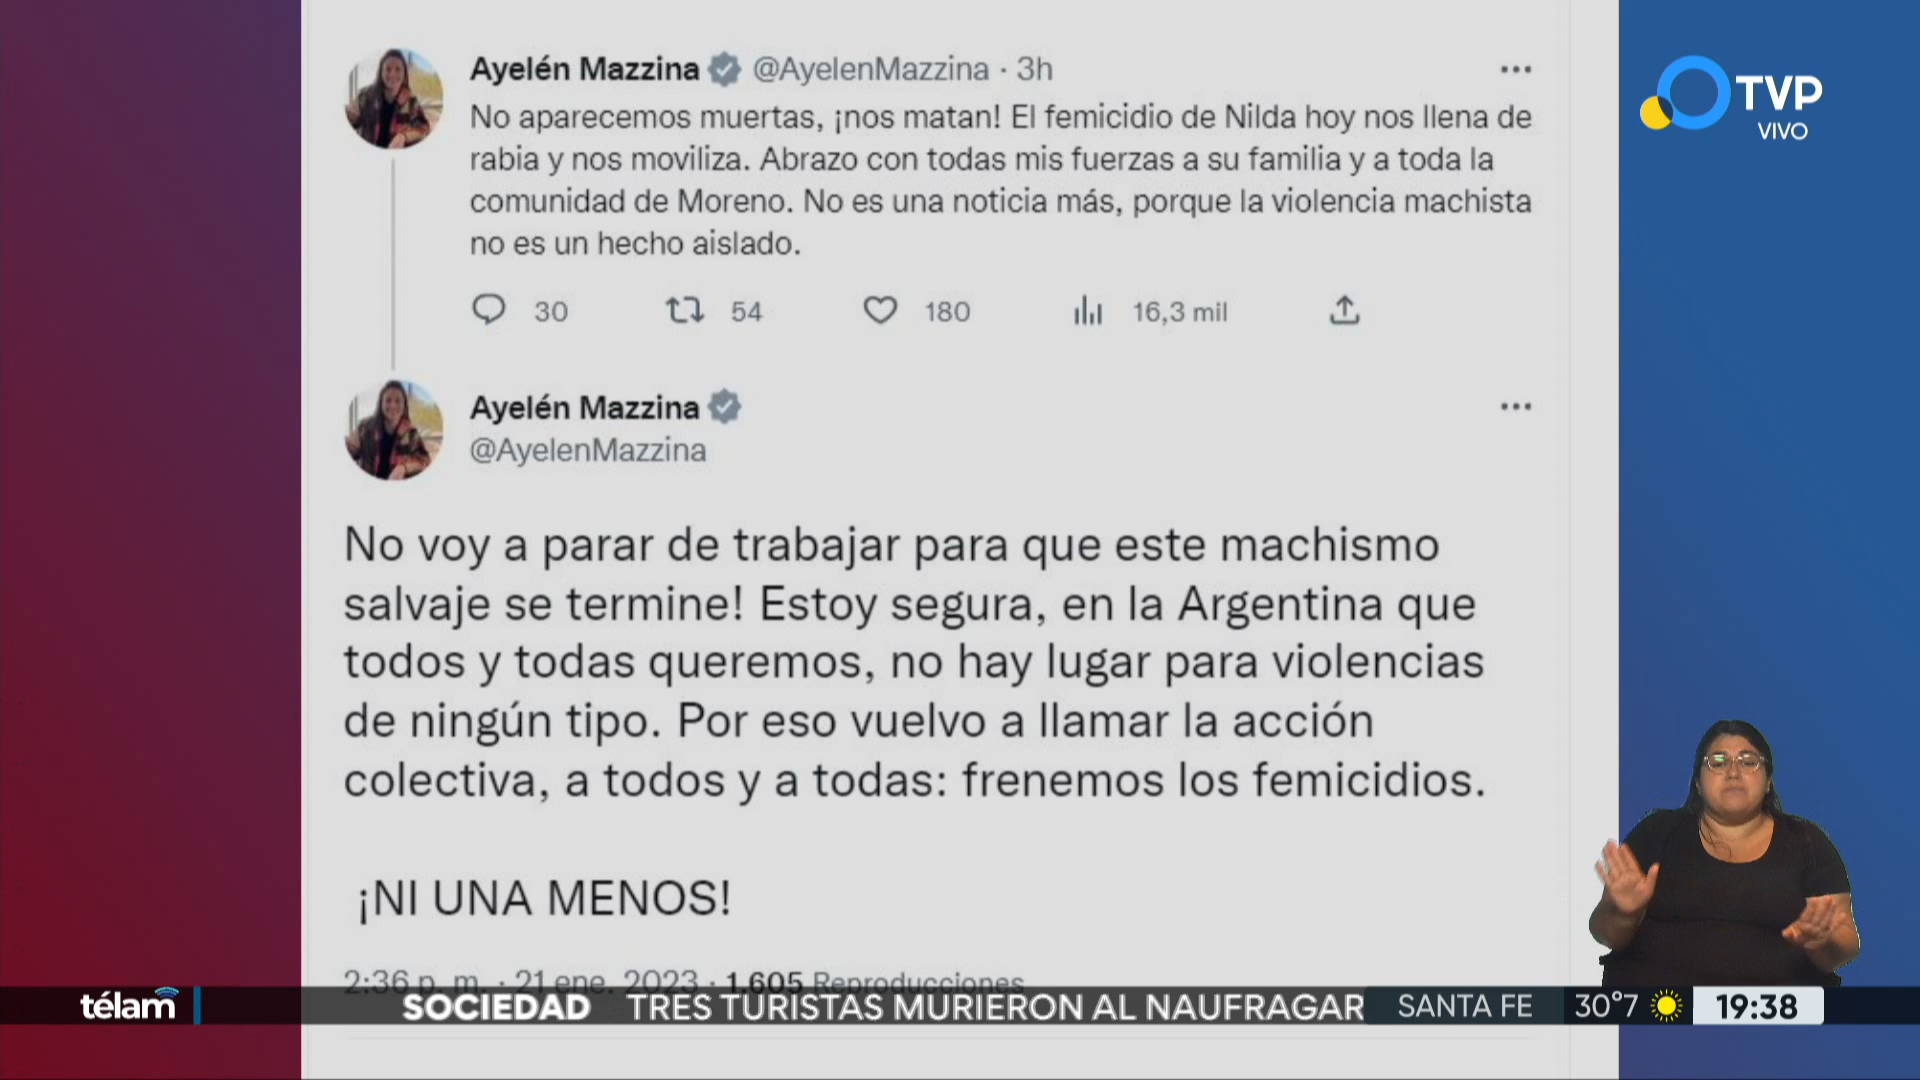 Ayelén Mazzina @AyelenMazzina · 3h
No aparecemos muertas, ¡nos matan! El femicidio de Nilda hoy nos llena de
rabia y nos moviliza. Abrazo con todas mis fuerzas a su familia y a toda la
comunidad de Moreno. No es una noticia más, porque la violencia machista
no es un hecho aislado.
30 54 180 16,3 mil
Ayelén Mazzina
@AyelenMazzina
No voy a parar de trabajar para que este machismo
salvaje se termine! Estoy segura, en la Argentina que
todos y todas queremos, no hay lugar para violencias
de ningún tipo. Por eso vuelvo a llamar la acción
colectiva, a todos y a todas: frenemos los femicidios.
¡NI UNA MENOS!
2:36 p. m. · 21 ene. 2023 · 1.605 Reproducciones
TVP
VIVO
télam SOCIEDAD TRES TURISTAS MURIERON AL NAUFRAGAR SANTA FE 30°7 19:38